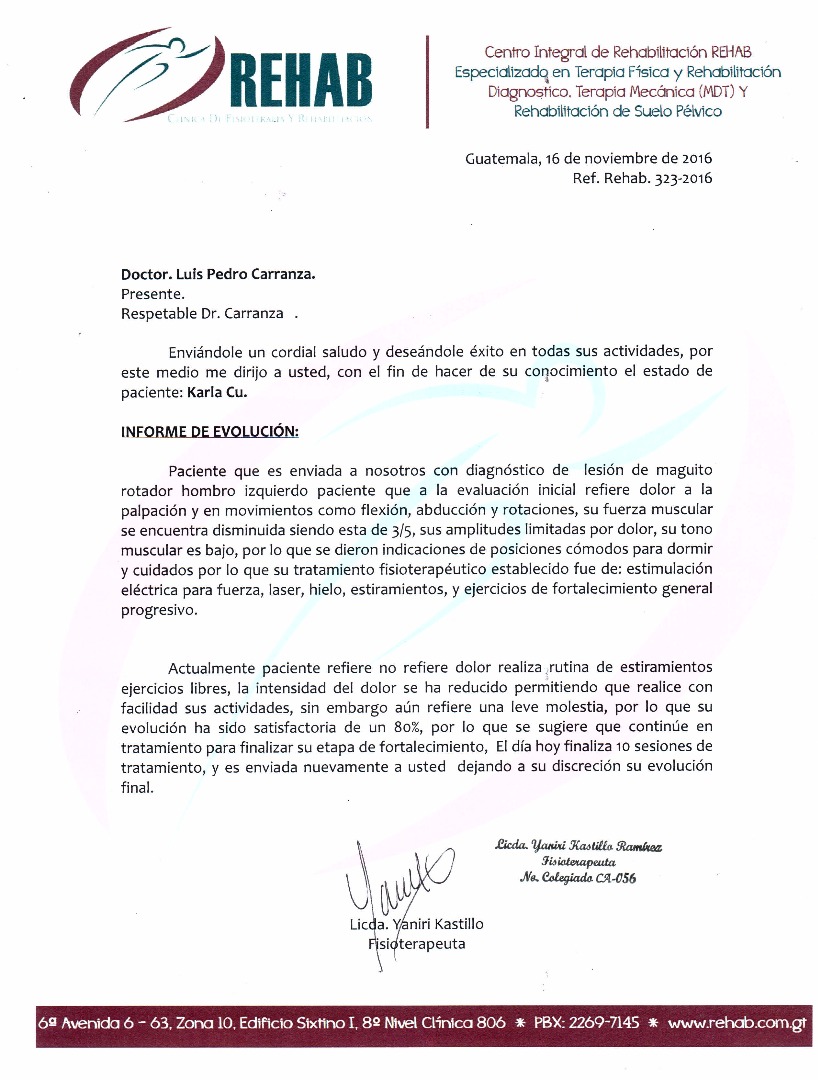 REHAB
CLINICA DE FISIOTERAPIA Y REHABILITACION
Centro Integral de Rehabilitación REHAB
Especializado en Terapia Física y Rehabilitación
Diagnostico, Terapia Mecánica (MDT) Y
Rehabilitación de Suelo Pélvico
Guatemala, 16 de noviembre de 2016
Ref. Rehab. 323-2016
Doctor. Luis Pedro Carranza.
Presente.
Respetable Dr. Carranza .
Enviándole un cordial saludo y deseándole éxito en todas sus actividades, por
este medio me dirijo a usted, con el fin de hacer de su conocimiento el estado de
paciente: Karla Cu.
INFORME DE EVOLUCIÓN:
Paciente que es enviada a nosotros con diagnóstico de lesión de maguito
rotador hombro izquierdo paciente que a la evaluación inicial refiere dolor a la
palpación y en movimientos como flexión, abducción y rotaciones, su fuerza muscular
se encuentra disminuida siendo esta de 3/5, sus amplitudes limitadas por dolor, su tono
muscular es bajo, por lo que se dieron indicaciones de posiciones cómodos para dormir
y cuidados por lo que su tratamiento fisioterapéutico establecido fue de: estimulación
eléctrica para fuerza, laser, hielo, estiramientos, y ejercicios de fortalecimiento general
progresivo.
Actualmente paciente refiere no refiere dolor realiza rutina de estiramientos
ejercicios libres, la intensidad del dolor se ha reducido permitiendo que realice con
facilidad sus actividades, sin embargo aún refiere una leve molestia, por lo que su
evolución ha sido satisfactoria de un 80%, por lo que se sugiere que continúe en
tratamiento para finalizar su etapa de fortalecimiento, El día hoy finaliza 10 sesiones de
tratamiento, y es enviada nuevamente a usted dejando a su discreción su evolución
final.
Licda. Yaniri Kastillo Ramírez
Fisioterapeuta
No. Colegiado CA-056
Licda. Yaniri Kastillo
Fisioterapeuta
6ª Avenida 6 - 63, Zona 10, Edificio Sixtino I, 8º Nivel Clínica 806 * PBX: 2269-7145 * www.rehab.com.gt